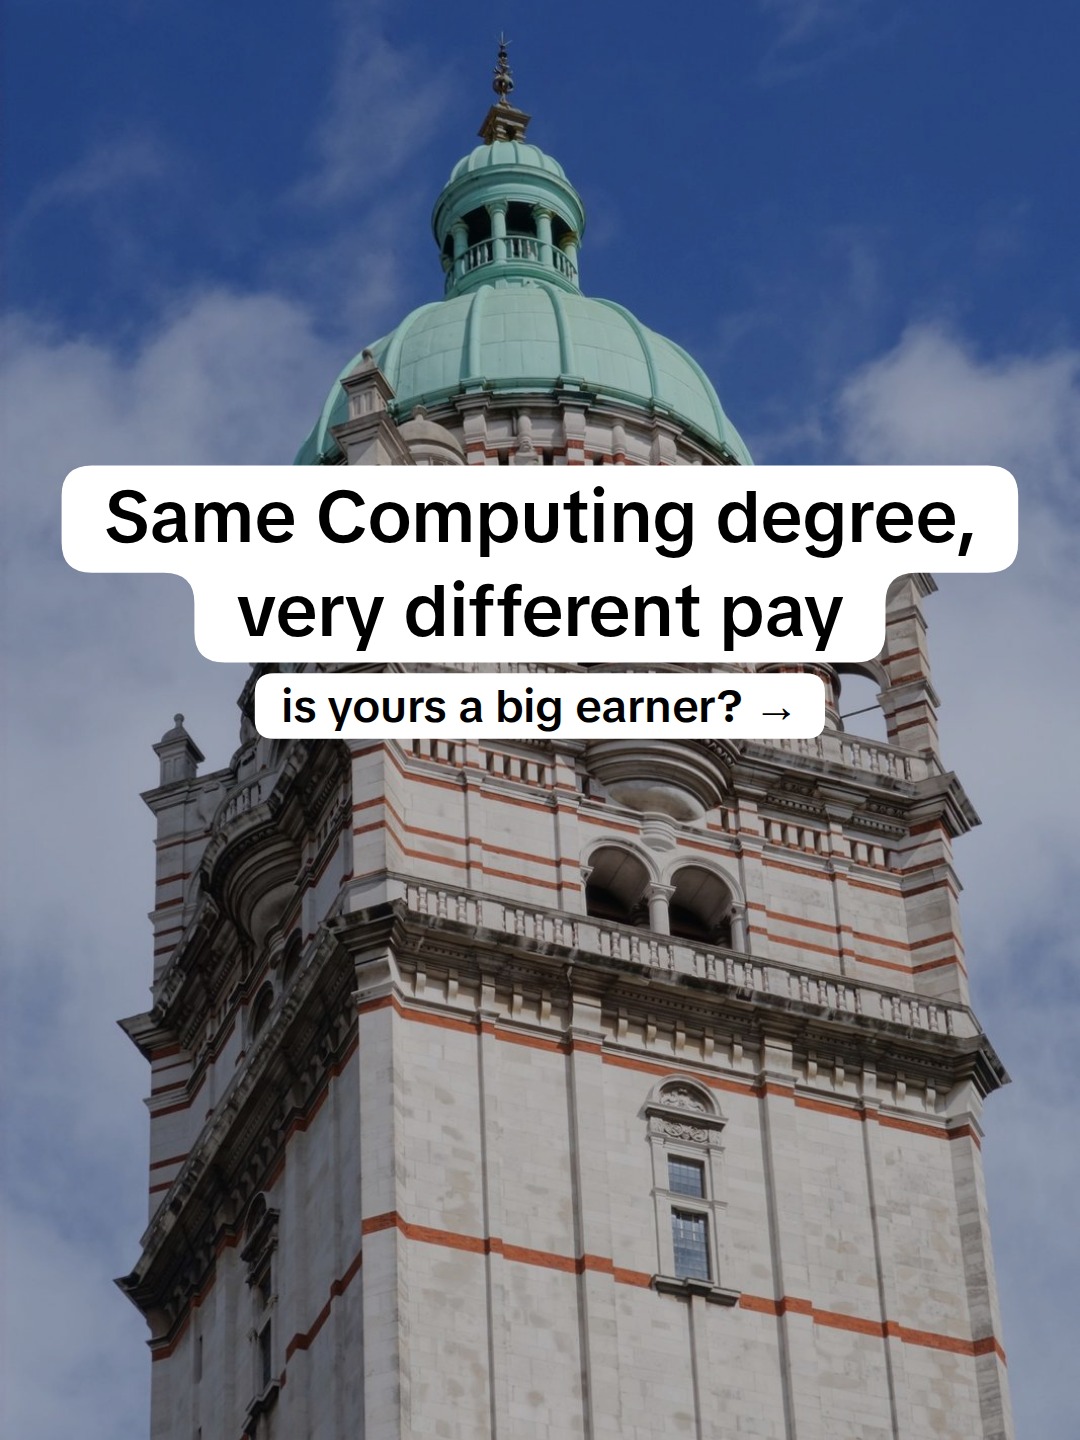 Same Computing degree,
very different pay
is yours a big earner? →